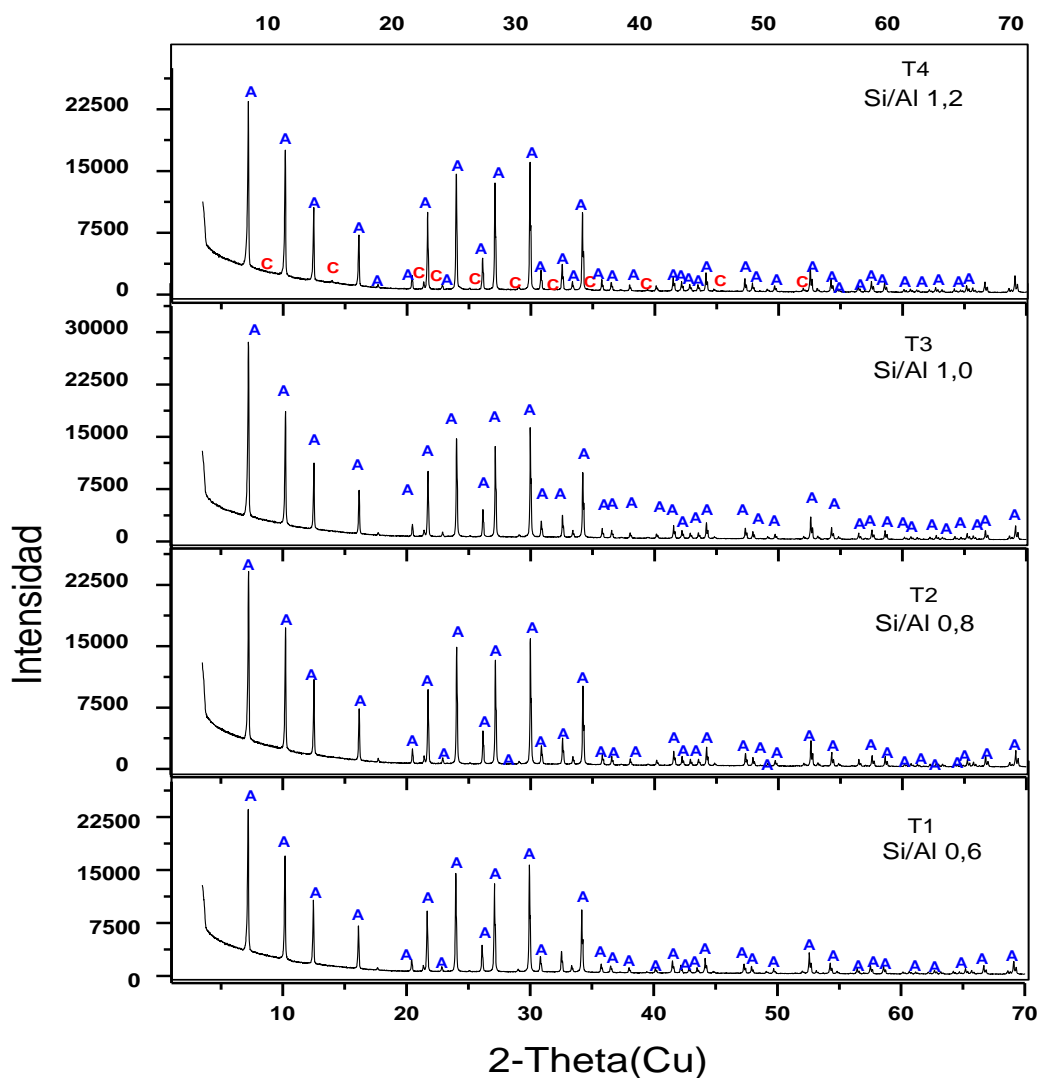 10 20 30 40 50 60 70
T4
Si/Al 1,2
22500
15000
7500
0
A A A A A A A A A A A A A A A A A A A A A A A A A A A A A A A A A A A A A A A A A
C C C C C C C C C C C C
T3
Si/Al 1,0
30000
22500
15000
7500
0
A A A A A A A A A A A A A A A A A A A A A A A A A A A A A A A A A A A A A A
T2
Si/Al 0,8
22500
15000
7500
0
A A A A A A A A A A A A A A A A A A A A A A A A A A A A A A A A A A A A A A A
T1
Si/Al 0,6
22500
15000
7500
0
A A A A A A A A A A A A A A A A A A A A A A A A A A A A A A A A A A A
10 20 30 40 50 60 70
2-Theta(Cu)
Intensidad